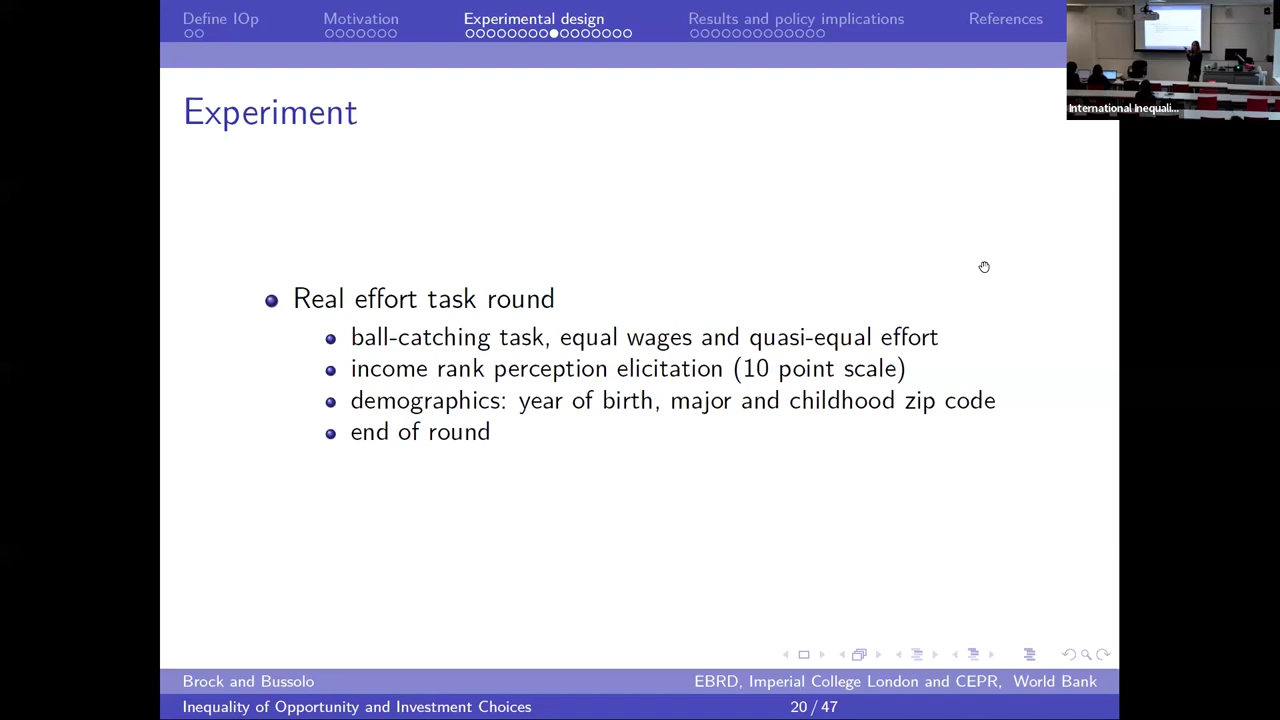 Define IOp
Motivation
Experimental design
Results and policy implications
References
International Inequali...
Experiment
Real effort task round
ball-catching task, equal wages and quasi-equal effort
income rank perception elicitation (10 point scale)
demographics: year of birth, major and childhood zip code
end of round
Brock and Bussolo
EBRD, Imperial College London and CEPR, World Bank
Inequality of Opportunity and Investment Choices
20 / 47